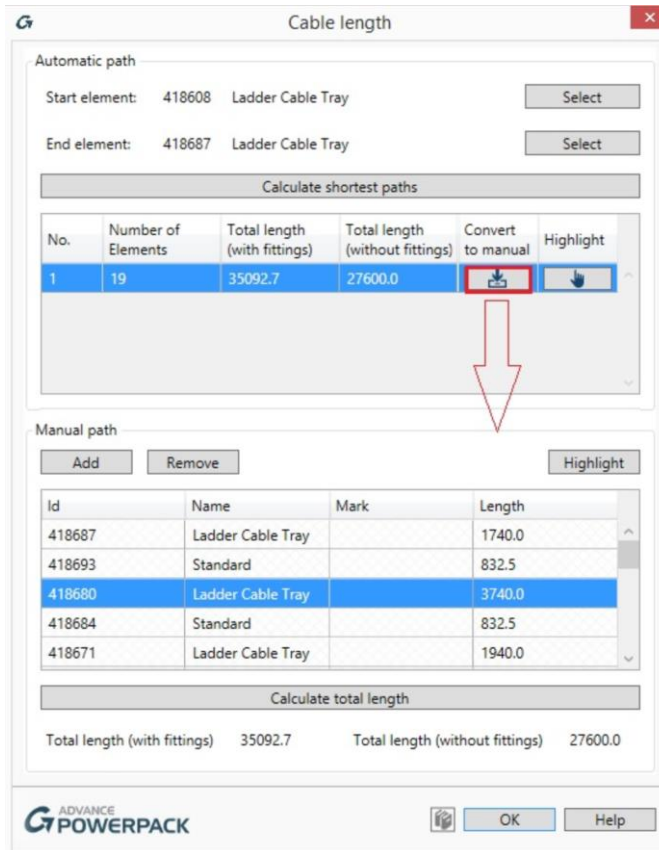 Cable length
Automatic path
Start element: 418608 Ladder Cable Tray Select
End element: 418687 Ladder Cable Tray Select
Calculate shortest paths
No. Number of Elements Total length (with fittings) Total length (without fittings) Convert to manual Highlight
1 19 35092.7 27600.0
Manual path
Add Remove Highlight
Id Name Mark Length
418687 Ladder Cable Tray 1740.0
418693 Standard 832.5
418680 Ladder Cable Tray 3740.0
418684 Standard 832.5
418671 Ladder Cable Tray 1940.0
Calculate total length
Total length (with fittings) 35092.7 Total length (without fittings) 27600.0
ADVANCE
POWERPACK
OK Help